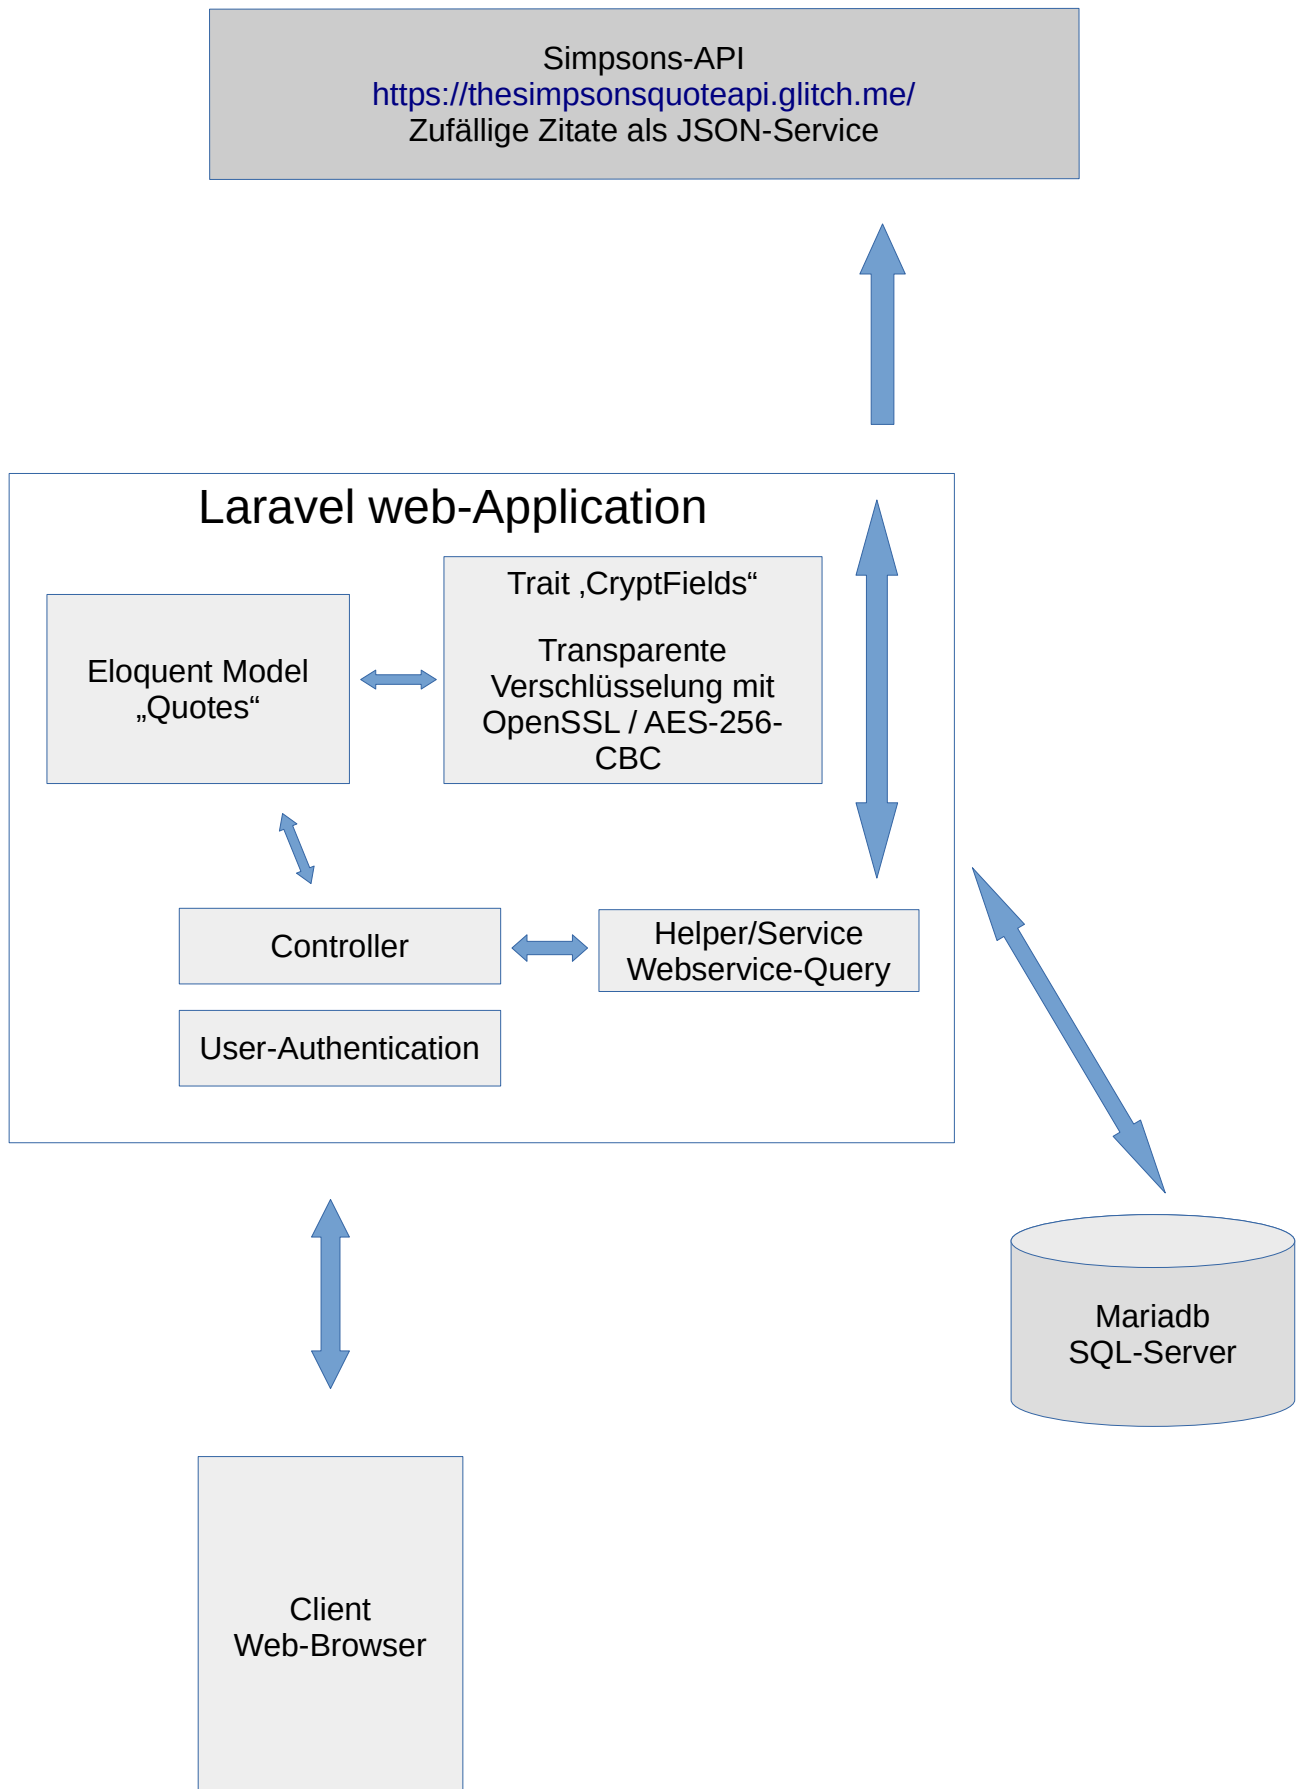 Simpsons-API
https://thesimpsonsquoteapi.glitch.me/
Zufällige Zitate als JSON-Service
Laravel web-Application
Eloquent Model
„Quotes“
Trait ‚CryptFields“
Transparente
Verschlüsselung mit
OpenSSL / AES-256-
CBC
Controller
Helper/Service
Webservice-Query
User-Authentication
Mariadb
SQL-Server
Client
Web-Browser